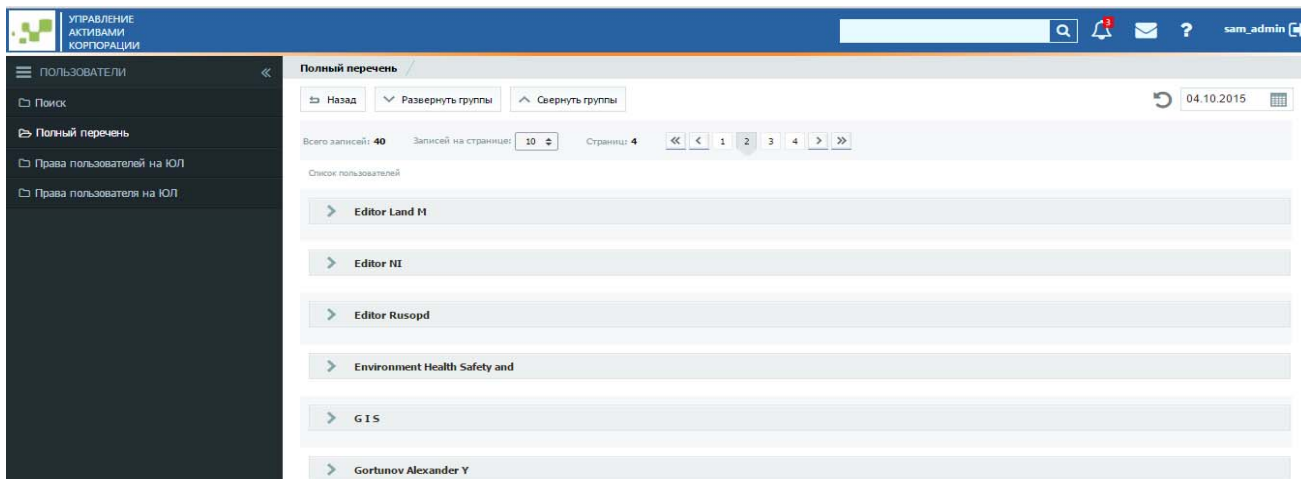 УПРАВЛЕНИЕ
АКТИВАМИ
КОРПОРАЦИИ
3
?
sam_admin
ПОЛЬЗОВАТЕЛИ
Поиск
Полный перечень
Права пользователей на ЮЛ
Права пользователя на ЮЛ
Полный перечень
Назад Развернуть группы Свернуть группы 04.10.2015
Всего записей: 40 Записей на странице: 10 Страниц: 4 « < 1 2 3 4 > »
Список пользователей
Editor Land M
Editor NI
Editor Rusopd
Environment Health Safety and
G I S
Gortunov Alexander Y